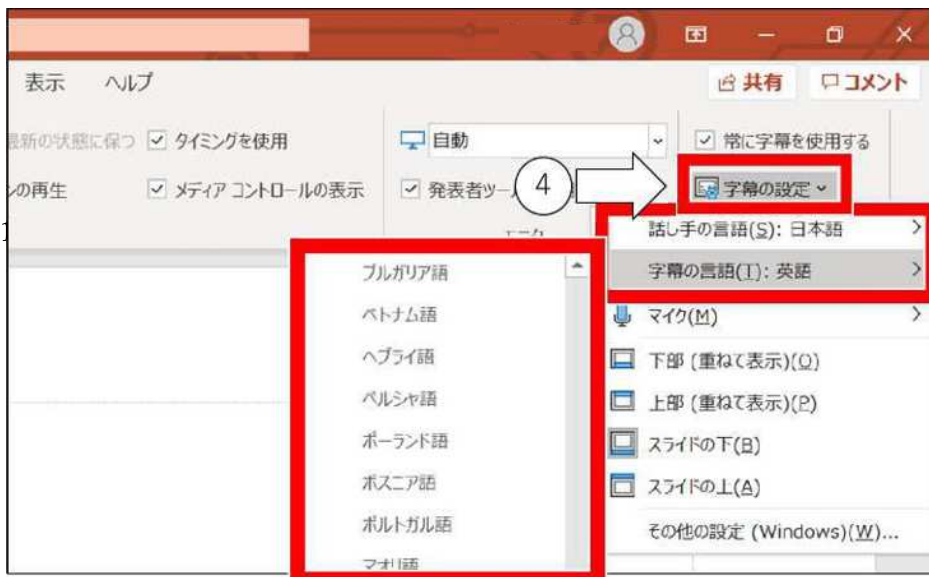 表示 ヘルプ 共有 コメント
最新の状態に保つ タイミングを使用 自動 常に字幕を使用する
の再生 メディア コントロールの表示 発表者ツー 4 字幕の設定
1
話し手の言語(S): 日本語
ブルガリア語 字幕の言語(T): 英語
ベトナム語 マイク(M)
ヘブライ語 下部 (重ねて表示)(O)
ペルシャ語 上部 (重ねて表示)(P)
ポーランド語 スライドの下(B)
ボスニア語 スライドの上(A)
ポルトガル語 その他の設定 (Windows)(W)...
マオリ語